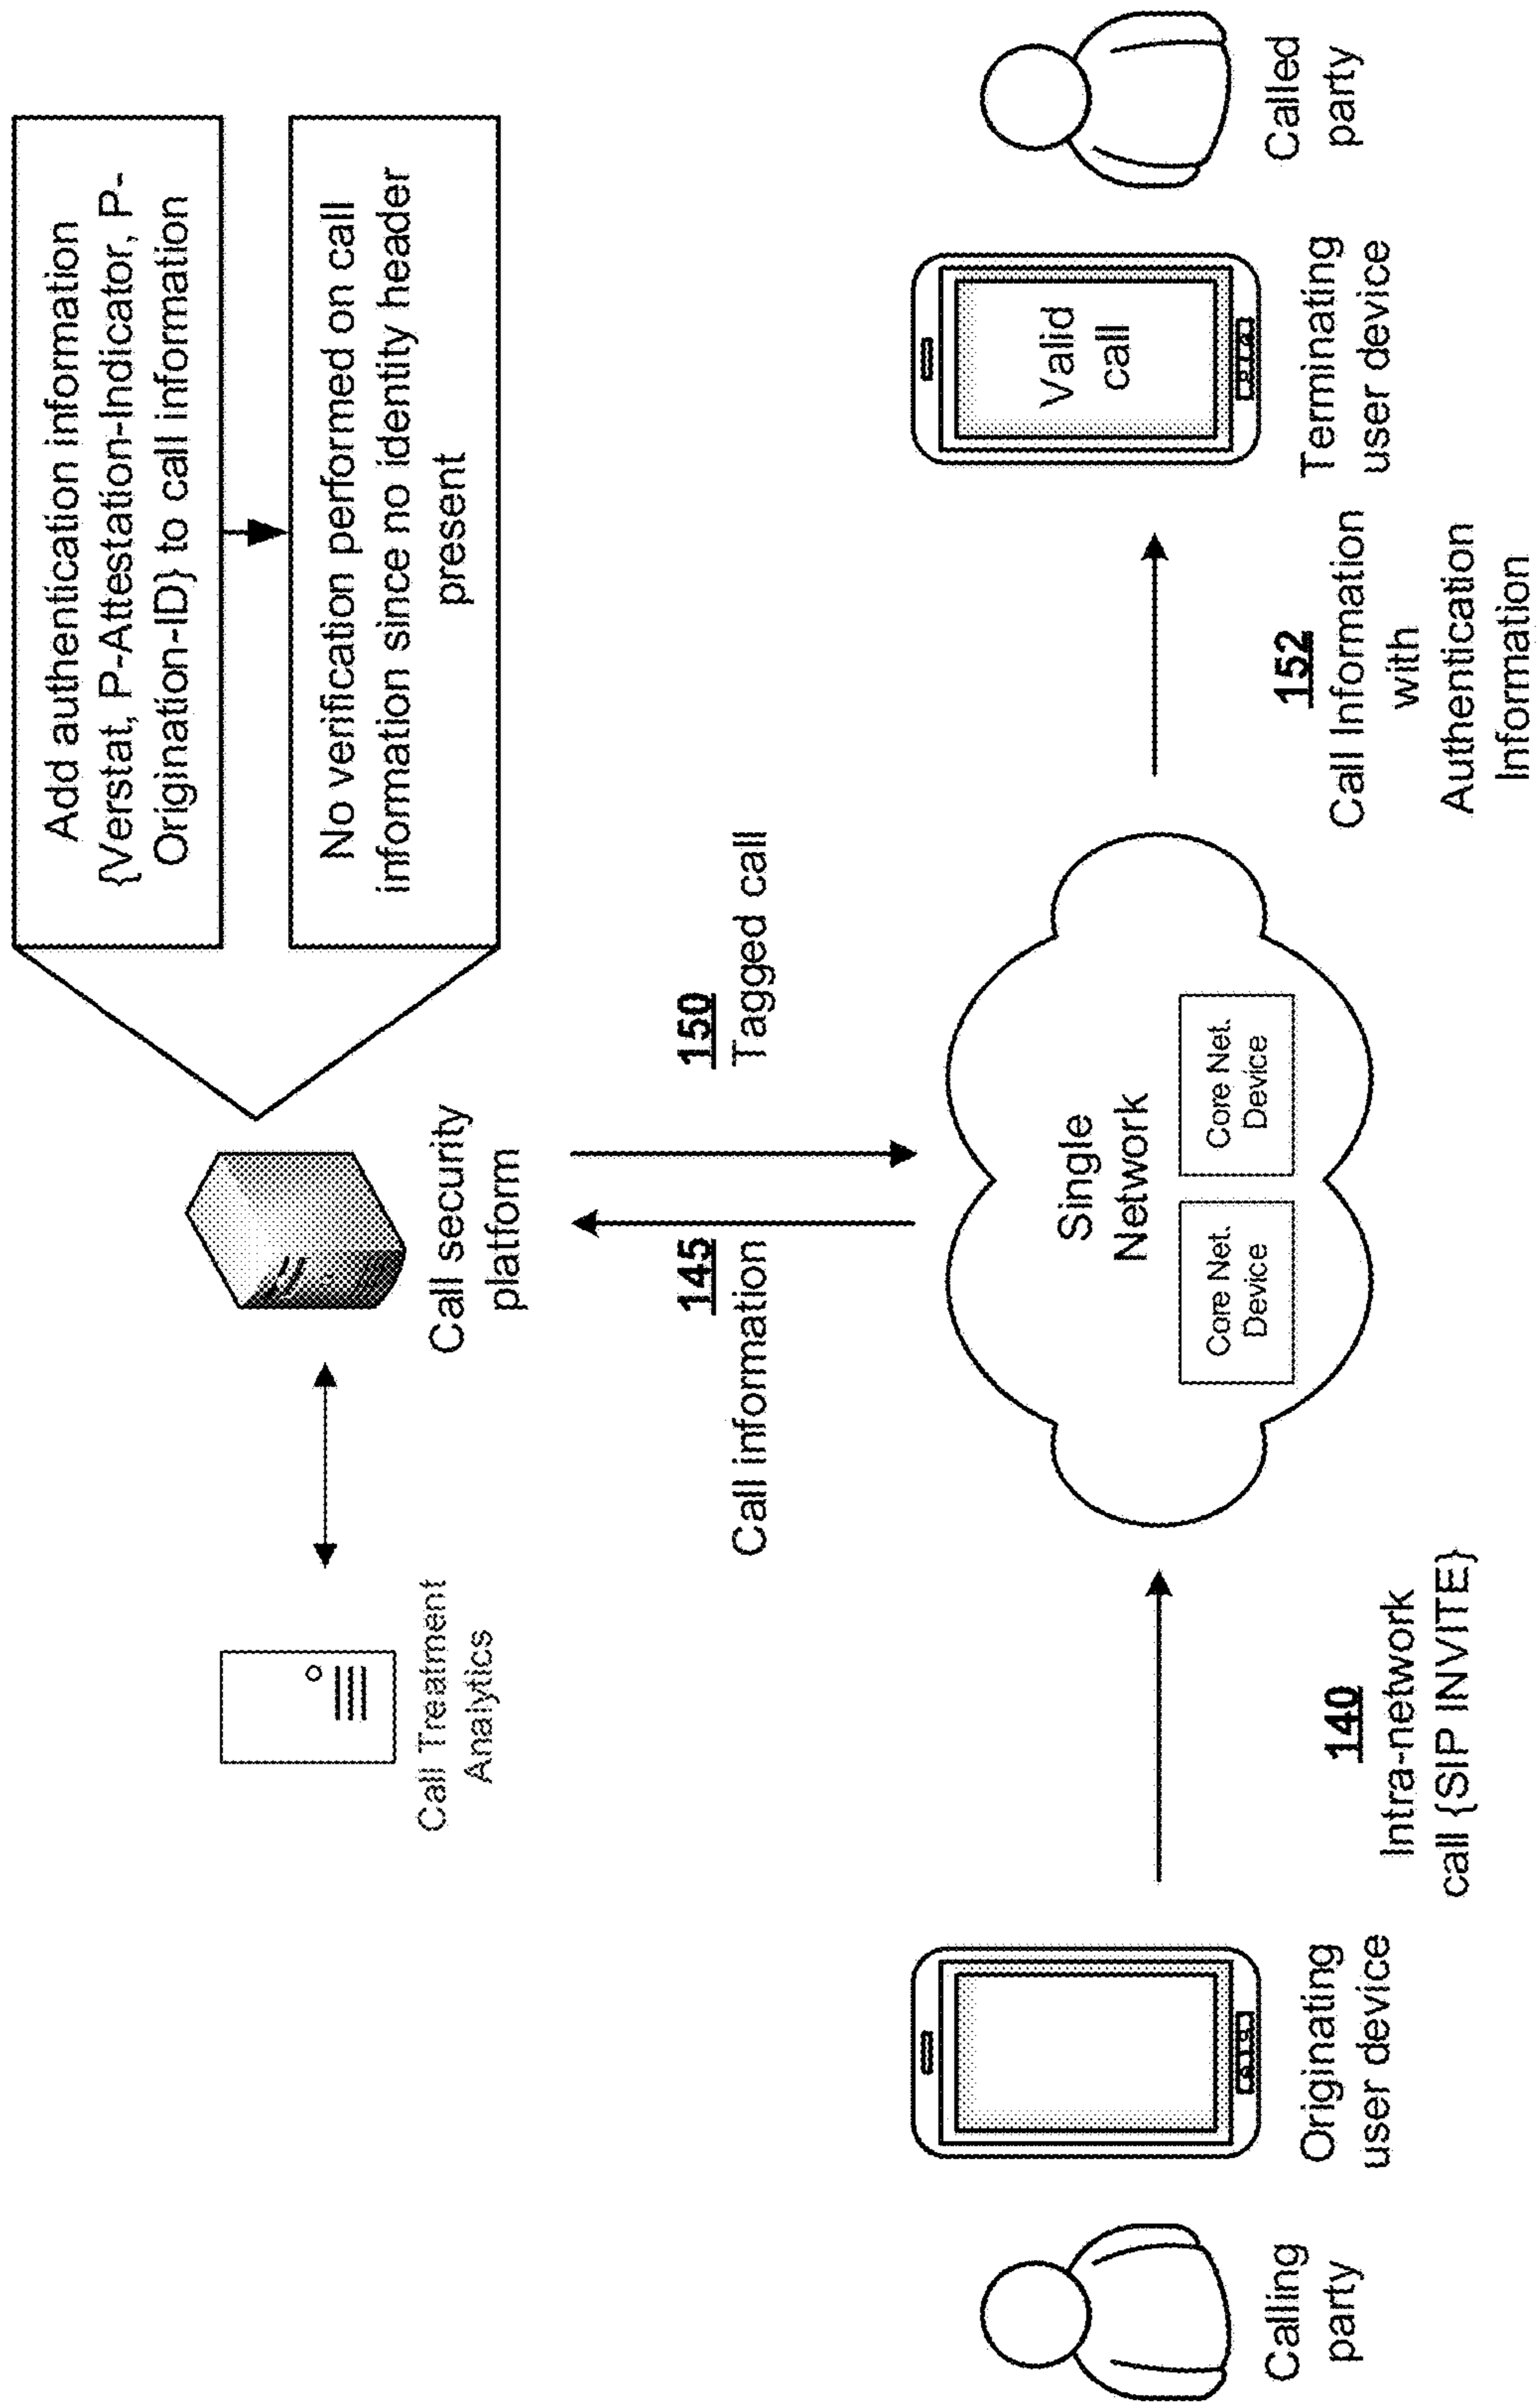 Add authentication information
{Verstat, P-Attestation-Indicator, P-
Origination-ID} to call information
No verification performed on call
information since no identity header
present
Call Treatment
Analytics
Call security
platform
145
Call information
150
Tagged call
Single
Network
Core Net.
Device
Core Net.
Device
Valid
call
Calling
party
Originating
user device
140
Intra-network
call {SIP INVITE}
152
Call Information
with
Authentication
Information
Terminating
user device
Called
party